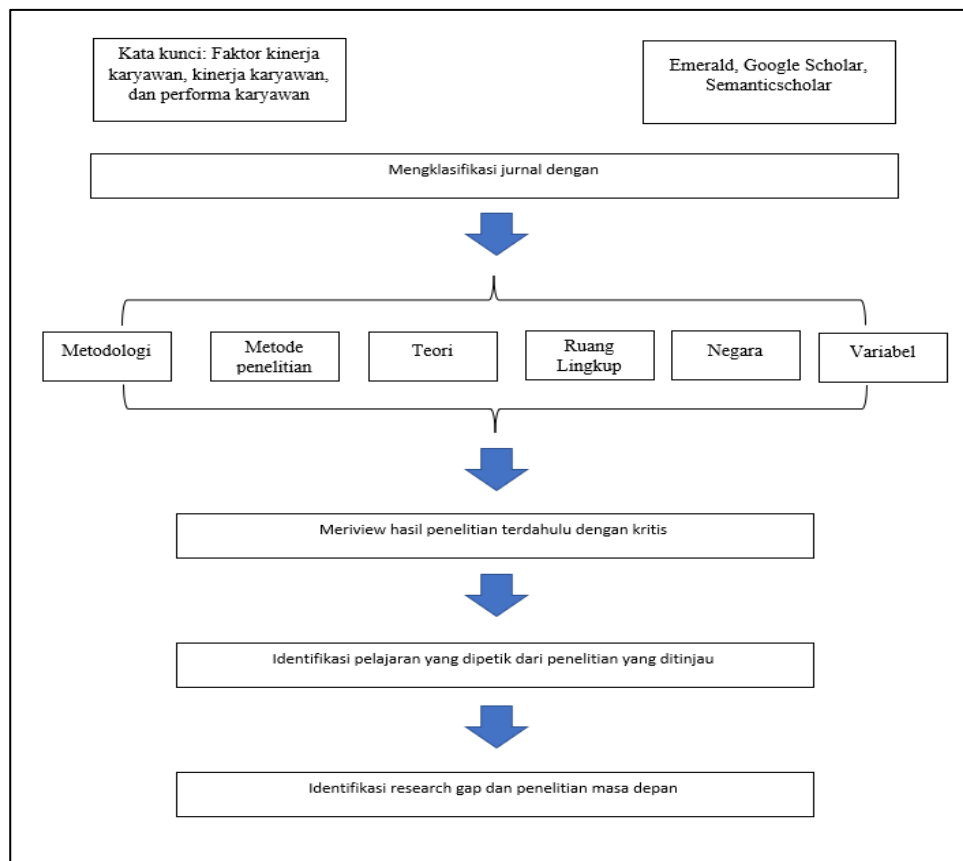 Kata kunci: Faktor kinerja
karyawan, kinerja karyawan,
dan performa karyawan
Emerald, Google Scholar,
Semanticscholar
Mengklasifikasi jurnal dengan
Metodologi
Metode
penelitian
Teori
Ruang
Lingkup
Negara
Variabel
Meriview hasil penelitian terdahulu dengan kritis
Identifikasi pelajaran yang dipetik dari penelitian yang ditinjau
Identifikasi research gap dan penelitian masa depan